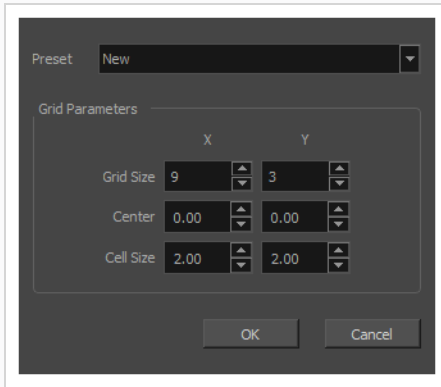 Preset New
Grid Parameters
X Y
Grid Size 9 3
Center 0.00 0.00
Cell Size 2.00 2.00
OK Cancel